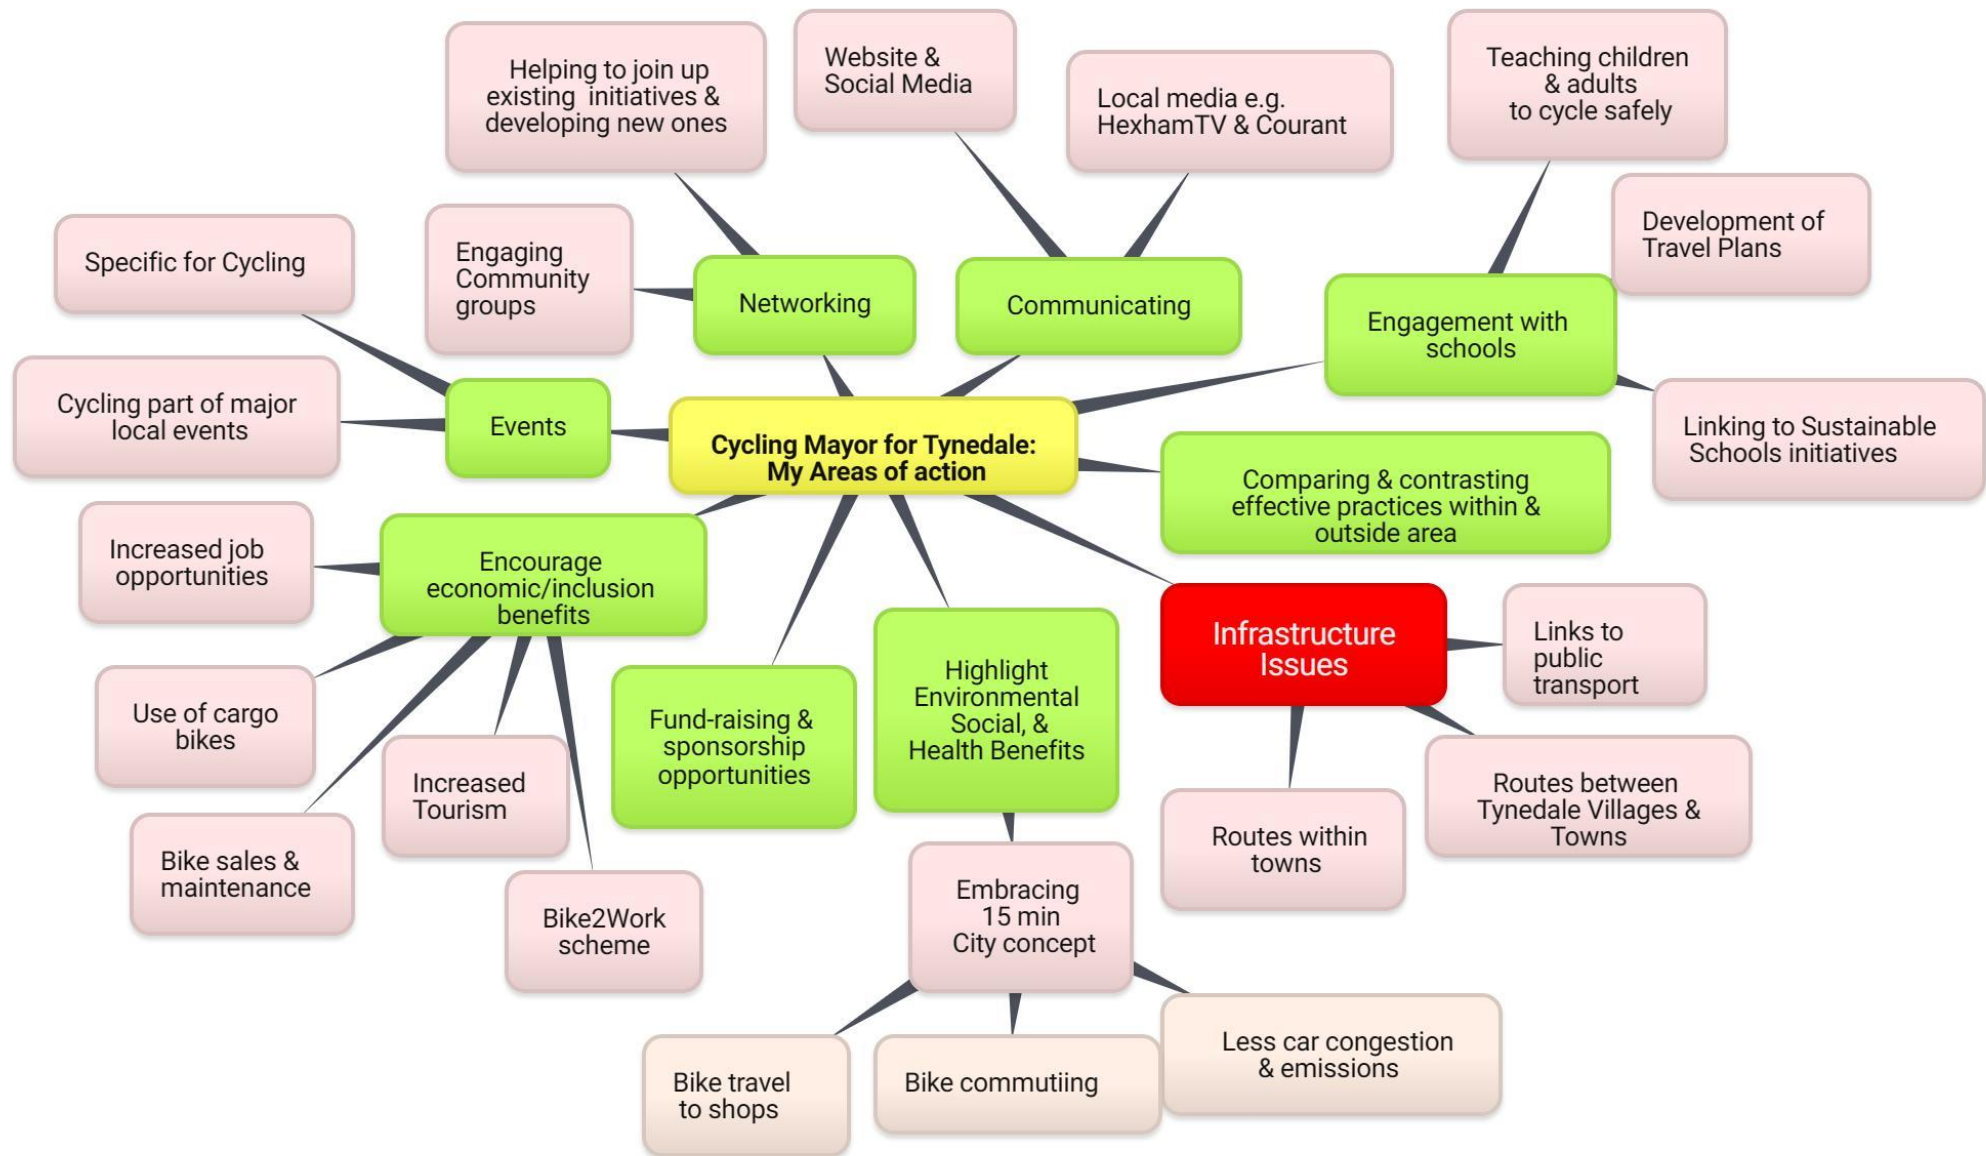 Helping to join up
existing initiatives &
developing new ones
Website &
Social Media
Local media e.g.
HexhamTV & Courant
Teaching children
& adults
to cycle safely
Development of
Travel Plans
Specific for Cycling
Engaging
Community
groups
Networking
Communicating
Engagement with
schools
Cycling part of major
local events
Events
Cycling Mayor for Tynedale:
My Areas of action
Linking to Sustainable
Schools initiatives
Comparing & contrasting
effective practices within &
outside area
Increased job
opportunities
Encourage
economic/inclusion
benefits
Infrastructure
Issues
Links to
public
transport
Use of cargo
bikes
Increased
Tourism
Fund-raising &
sponsorship
opportunities
Highlight
Environmental
Social, &
Health Benefits
Routes between
Tynedale Villages &
Towns
Routes within
towns
Bike sales &
maintenance
Bike2Work
scheme
Embracing
15 min
City concept
Bike travel
to shops
Bike commutiing
Less car congestion
& emissions